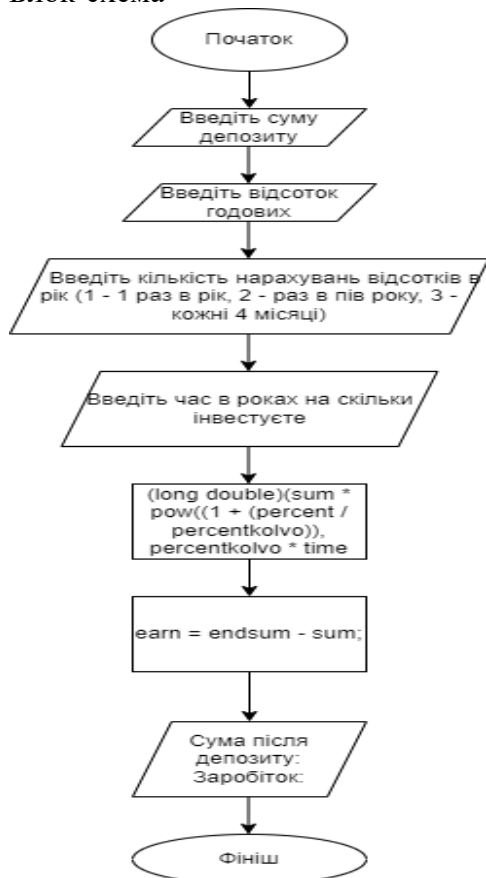 Блок-схема
Початок
Введіть суму
депозиту
Введіть відсоток
годових
Введіть кількість нарахувань відсотків в
рік (1 - 1 раз в рік, 2 - раз в пів року, 3 -
кожні 4 місяці)
Введіть час в роках на скільки
інвестуєте
(long double)(sum *
pow((1 + (percent /
percentkolvo)),
percentkolvo * time
earn = endsum - sum;
Сума після
депозиту:
Заробіток:
Фініш